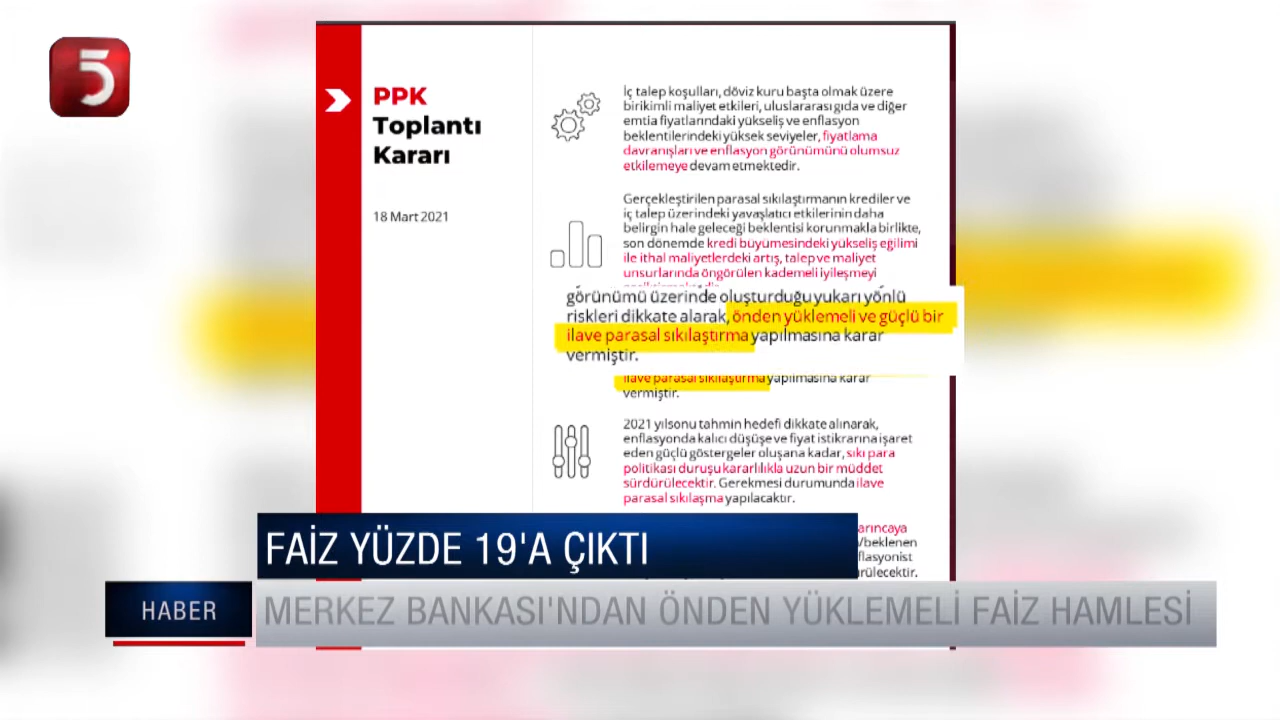 5
PPK
Toplantı
Kararı
18 Mart 2021
İç talep koşulları, döviz kuru başta olmak üzere
birikimli maliyet etkileri, uluslararası gıda ve diğer
emtia fiyatlarındaki yükseliş ve enflasyon
beklentilerindeki yüksek seviyeler, fiyatlama
davranışları ve enflasyon görünümünü olumsuz
etkilemeye devam etmektedir.
Gerçekleştirilen parasal sıkılaştırmanın krediler ve
iç talep üzerindeki yavaşlatıcı etkilerinin daha
belirgin hale geleceği beklentisi korunmakla birlikte,
son dönemde kredi büyümesindeki yükseliş eğilimi
ile ithal maliyetlerdeki artış, talep ve maliyet
unsurlarında öngörülen kademeli iyileşmeyi
görünümü üzerinde oluşturduğu yukarı yönlü
riskleri dikkate alarak, önden yüklemeli ve güçlü bir
ilave parasal sıkılaştırma yapılmasına karar
vermiştir.
ilave parasal sıkılaştırma yapılmasına karar
vermiştir.
2021 yılsonu tahmin hedefi dikkate alınarak,
enflasyonda kalıcı düşüşe ve fiyat istikrarına işaret
eden güçlü göstergeler oluşana kadar, sıkı para
politikası duruşu kararlılıkla uzun bir müddet
sürdürülecektir. Gerekmesi durumunda ilave
parasal sıkılaşma yapılacaktır.
arıncaya
/beklenen
flasyonist
rülecektir.
FAİZ YÜZDE 19'A ÇIKTI
HABER
MERKEZ BANKASI'NDAN ÖNDEN YÜKLEMELİ FAİZ HAMLESİ